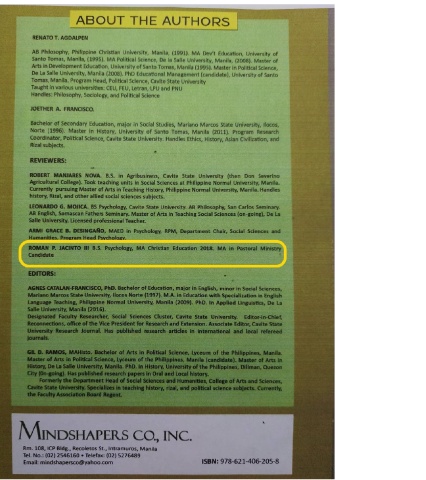 ABOUT THE AUTHORS
RENATO T. AGDALPEN
AB Philosophy, Philippine Christian University, Manila, (1991). MA Dev't Education, University of
Santo Tomas, Manila, (1995). MA Political Science, De La Salle University, Manila, (2008). Master of
Arts in Development Education, University of Santo Tomas, Manila (1995), Master in Political Science,
De La Salle University, Manila (2008), PhD Educational Management (candidate), University of Santo
Tomas, Manila. Program Head, Political Science, Cavite State University
Taught in various universities: CEU, FEU, Letran, LPU and PNU
Handles: Philosophy, Sociology, and Political Science
JOETHER A. FRANCISCO.
Bachelor of Secondary Education, major in Social Studies, Mariano Marcos State University, Ilocos,
Norte (1996). Master in History, University of Santo Tomas, Manila (2011), Program Research
Coordinator, Political Science, Cavite State University. Handles Ethics, History, Asian Civilization, and
Rizal subjects.
REVIEWERS:
ROBERT MANJARES NOVA. B.S. in Agribusiness, Cavite State University (then Don Severino
Agricultural College). Took teaching units in Social Sciences at Philippine Normal University, Manila.
Currently pursuing Master of Arts in Teaching History, Philippine Normal University, Manila. Handles
history, Rizal, and other allied social sciences subjects.
LEONARDO G. MOJICA, BS Psychology, Cavite State University. AB Philosophy, San Carlos Seminary.
AB English, Samascan Fathers Seminary. Master of Arts in Teaching Social Sciences (on-going), De La
Salle University. Licensed professional Teacher.
ARMI GRACE B. DESINGAÑO, MAED in Psychology, RPM, Department Chair, Social Sciences and
Humanities. Program Head Psychology.
ROMAN P. JACINTO III B.S. Psychology, MA Christian Education 2018, MA in Pastoral Ministry
Candidate
EDITORS:
AGNES CATALAN-FRANCISCO, PhD. Bachelor of Education, major in English, minor in Social Sciences,
Mariano Marcos State University, Ilocos Norte (1997). M.A. in Education with Specialization in English
Language Teaching, Philippine Normal University, Manila (2009). PhD. in Applied Linguistics, De La
Salle University, Manila (2016).
Designated Faculty Researcher, Social Sciences Cluster, Cavite State University. Editor-in-Chief,
Reconnections, office of the Vice President for Research and Extension. Associate Editor, Cavite State
University Research Journal. Has published research articles in international and local refereed
journals.
GIL D. RAMOS, MAHisto. Bachelor of Arts in Political Science, Lyceum of the Philippines, Manila.
Master of Arts in Political Science, Lyceum of the Philippines, Manila (candidate). Master of Arts in
History, De La Salle University, Manila. PhD. in History, University of the Philippines, Diliman, Quezon
City (On-going). Has published research papers in Oral and Local History.
Formerly the Department Head of Social Sciences and Humanities, College of Arts and Sciences,
Cavite State University. Specializes in teaching history, rizal, and political science subjects. Currently,
the Faculty Association Board Regent.
MINDSHAPERS CO, INC.
Rm. 108, ICP Bldg., Recoletos St., Intramuros, Manila
Tel. No.: (02) 2546160 • Telefax: (02) 5276489
Email: mindshapersco@yahoo.com
ISBN: 978-621-406-205-8